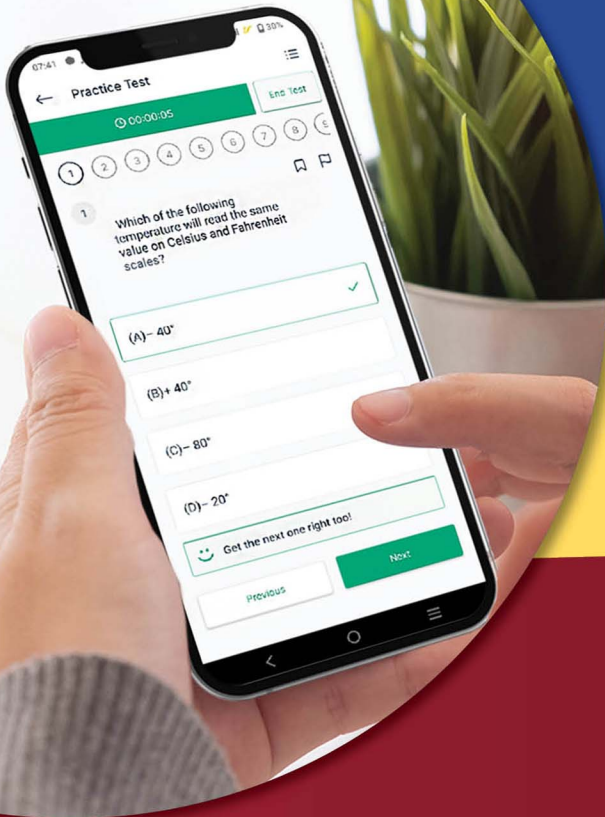 07:41 30%
Practice Test
00:00:05 End Test
1 2 3 4 5 6 7 8 9
1 Which of the following
temperature will read the same
value on Celsius and Fahrenheit
scales?
(A)– 40°
(B)+ 40°
(C)– 80°
(D)– 20°
Get the next one right too!
Previous Next